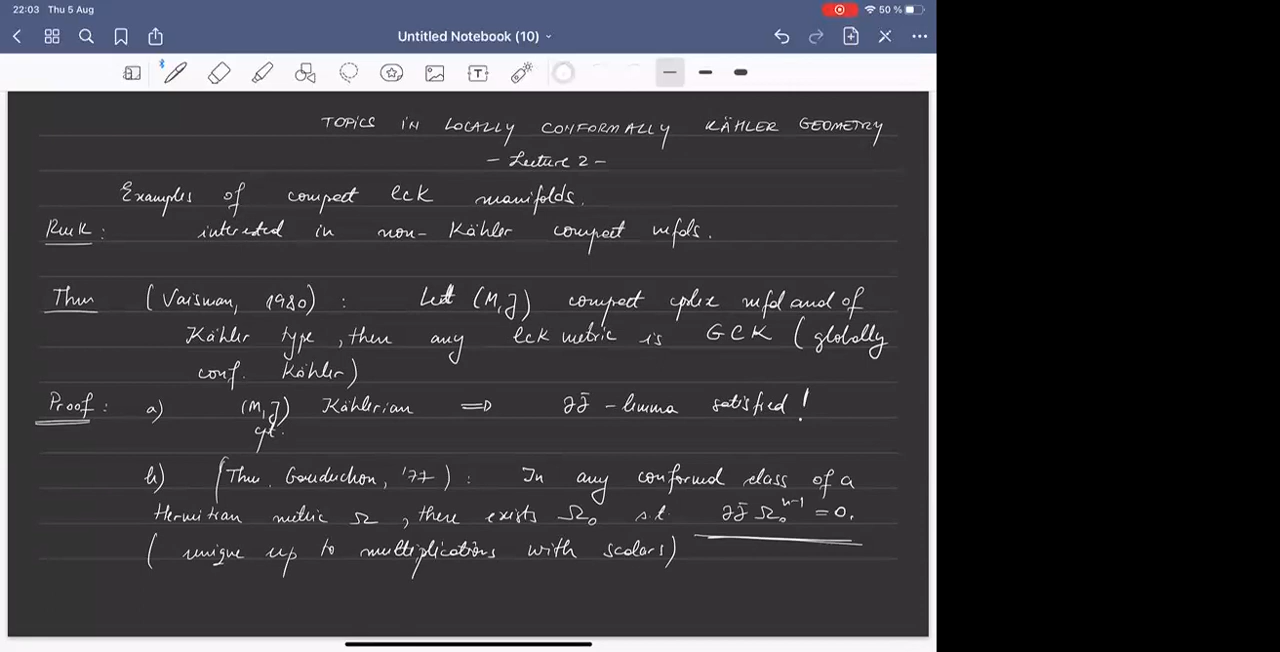 22:03 Thu 5 Aug
50 %
Untitled Notebook (10)
TOPICS IN LOCALLY CONFORMALLY KÄHLER GEOMETRY
- Lecture 2 -
Examples of compact lck manifolds.
Rmk: interested in non-Kähler compact mfds.
Thm (Vaisman, 1980): Let (M, J) compact cplex mfd and of
Kähler type, then any lck metric is GCK (globally
conf. Kähler)
Proof: a) (M, J) Kählerian ⟹ ∂∂̄-lemma satisfied!
cpt.
b) (Thm. Gauduchon, '77): In any conformal class of a
Hermitian metric Ω, there exists Ω₀ s.t. ∂∂̄ Ω₀ⁿ⁻¹ = 0.
(unique up to multiplications with scalars)